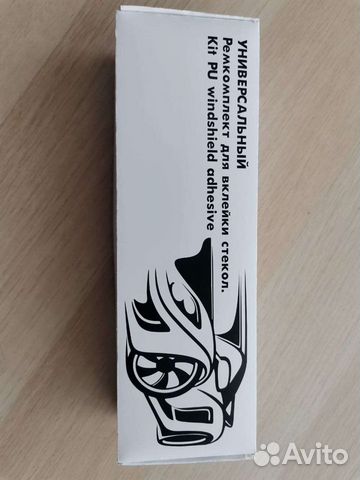 УНИВЕРСАЛЬНЫЙ
Ремкомплект для вклейки стекол.
Kit PU windshield adhesive
Avito